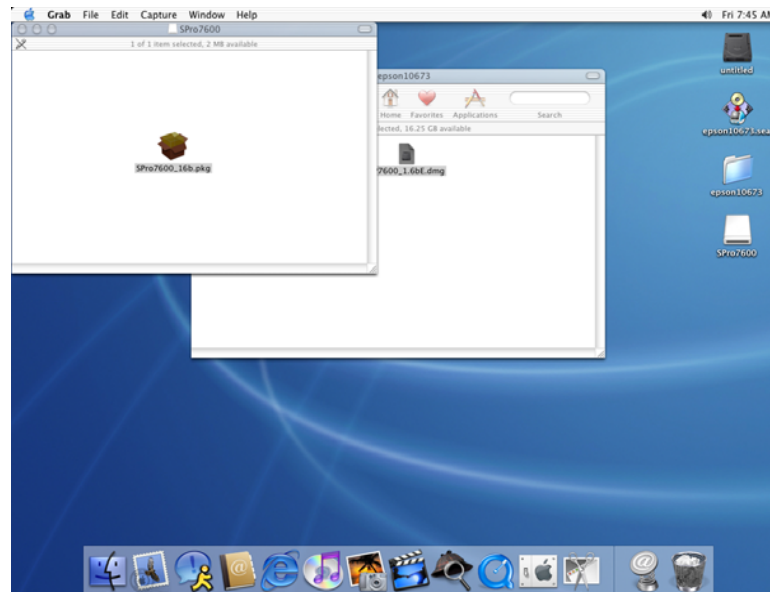 Grab File Edit Capture Window Help
Fri 7:45 AM
SPro7600
1 of 1 item selected, 2 MB available
SPro7600_16b.pkg
epson10673
Home Favorites Applications Search
lected, 16.25 GB available
7600_1.6bE.dmg
untitled
epson10673.sea
epson10673
SPro7600